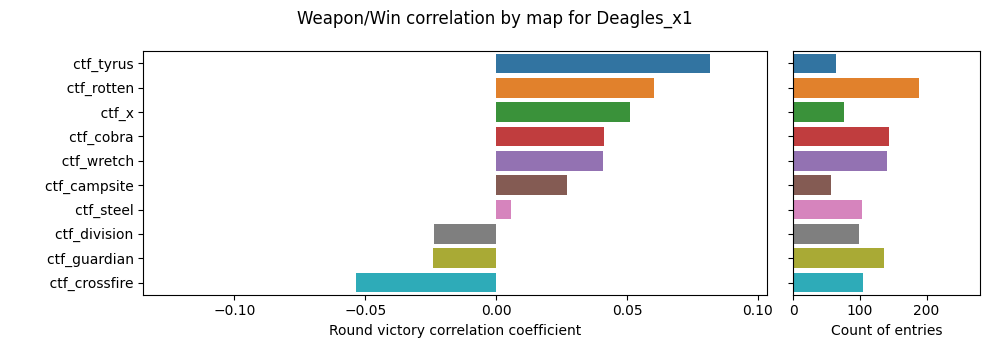 Weapon/Win correlation by map for Deagles_x1
ctf_tyrus
ctf_rotten
ctf_x
ctf_cobra
ctf_wretch
ctf_campsite
ctf_steel
ctf_division
ctf_guardian
ctf_crossfire
−0.10 −0.05 0.00 0.05 0.10
Round victory correlation coefficient
0 100 200
Count of entries